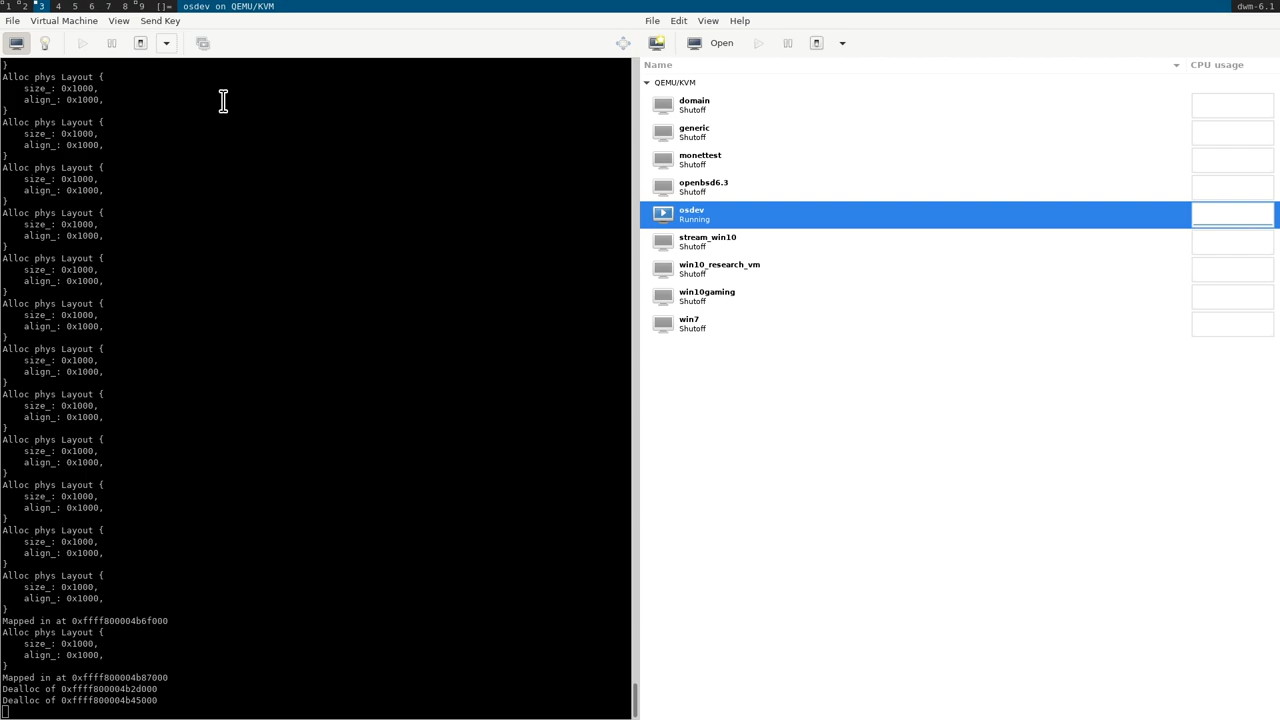 1 2 3 4 5 6 7 8 9 []= osdev on QEMU/KVM dwm-6.1
File Virtual Machine View Send Key
}
Alloc phys Layout {
    size_: 0x1000,
    align_: 0x1000,
}
Alloc phys Layout {
    size_: 0x1000,
    align_: 0x1000,
}
Alloc phys Layout {
    size_: 0x1000,
    align_: 0x1000,
}
Alloc phys Layout {
    size_: 0x1000,
    align_: 0x1000,
}
Alloc phys Layout {
    size_: 0x1000,
    align_: 0x1000,
}
Alloc phys Layout {
    size_: 0x1000,
    align_: 0x1000,
}
Alloc phys Layout {
    size_: 0x1000,
    align_: 0x1000,
}
Alloc phys Layout {
    size_: 0x1000,
    align_: 0x1000,
}
Alloc phys Layout {
    size_: 0x1000,
    align_: 0x1000,
}
Alloc phys Layout {
    size_: 0x1000,
    align_: 0x1000,
}
Alloc phys Layout {
    size_: 0x1000,
    align_: 0x1000,
}
Alloc phys Layout {
    size_: 0x1000,
    align_: 0x1000,
}
Mapped in at 0xffff800004b6f000
Alloc phys Layout {
    size_: 0x1000,
    align_: 0x1000,
}
Mapped in at 0xffff800004b87000
Dealloc of 0xffff800004b2d000
Dealloc of 0xffff800004b45000
File Edit View Help
Open
Name CPU usage
QEMU/KVM
domain
Shutoff
generic
Shutoff
monettest
Shutoff
openbsd6.3
Shutoff
osdev
Running
stream_win10
Shutoff
win10_research_vm
Shutoff
win10gaming
Shutoff
win7
Shutoff